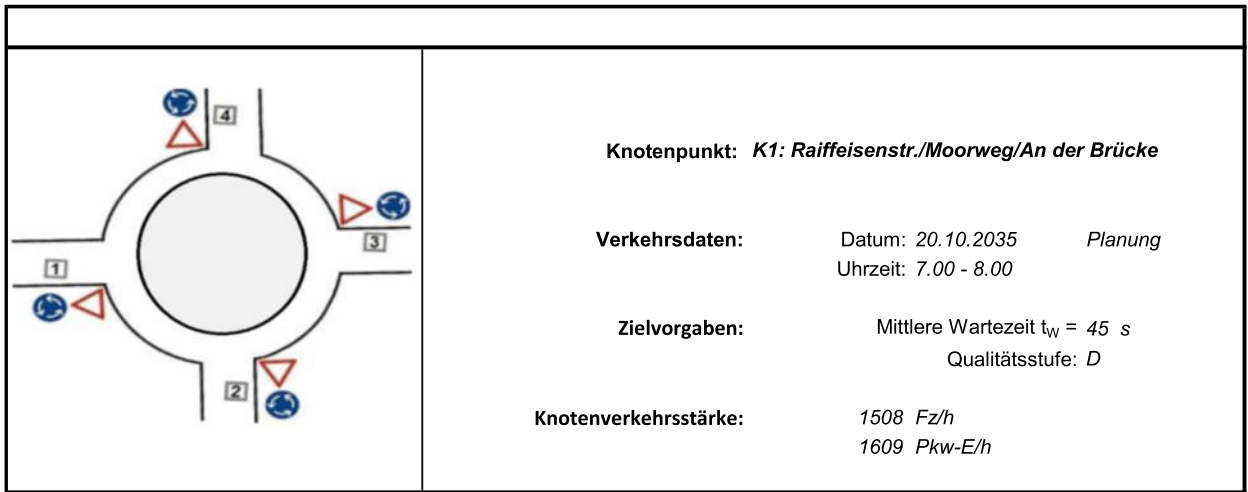 4
3
1
2
Knotenpunkt: K1: Raiffeisenstr./Moorweg/An der Brücke
Verkehrsdaten: Datum: 20.10.2035 Planung
Uhrzeit: 7.00 - 8.00
Zielvorgaben: Mittlere Wartezeit tW = 45 s
Qualitätsstufe: D
Knotenverkehrsstärke: 1508 Fz/h
1609 Pkw-E/h